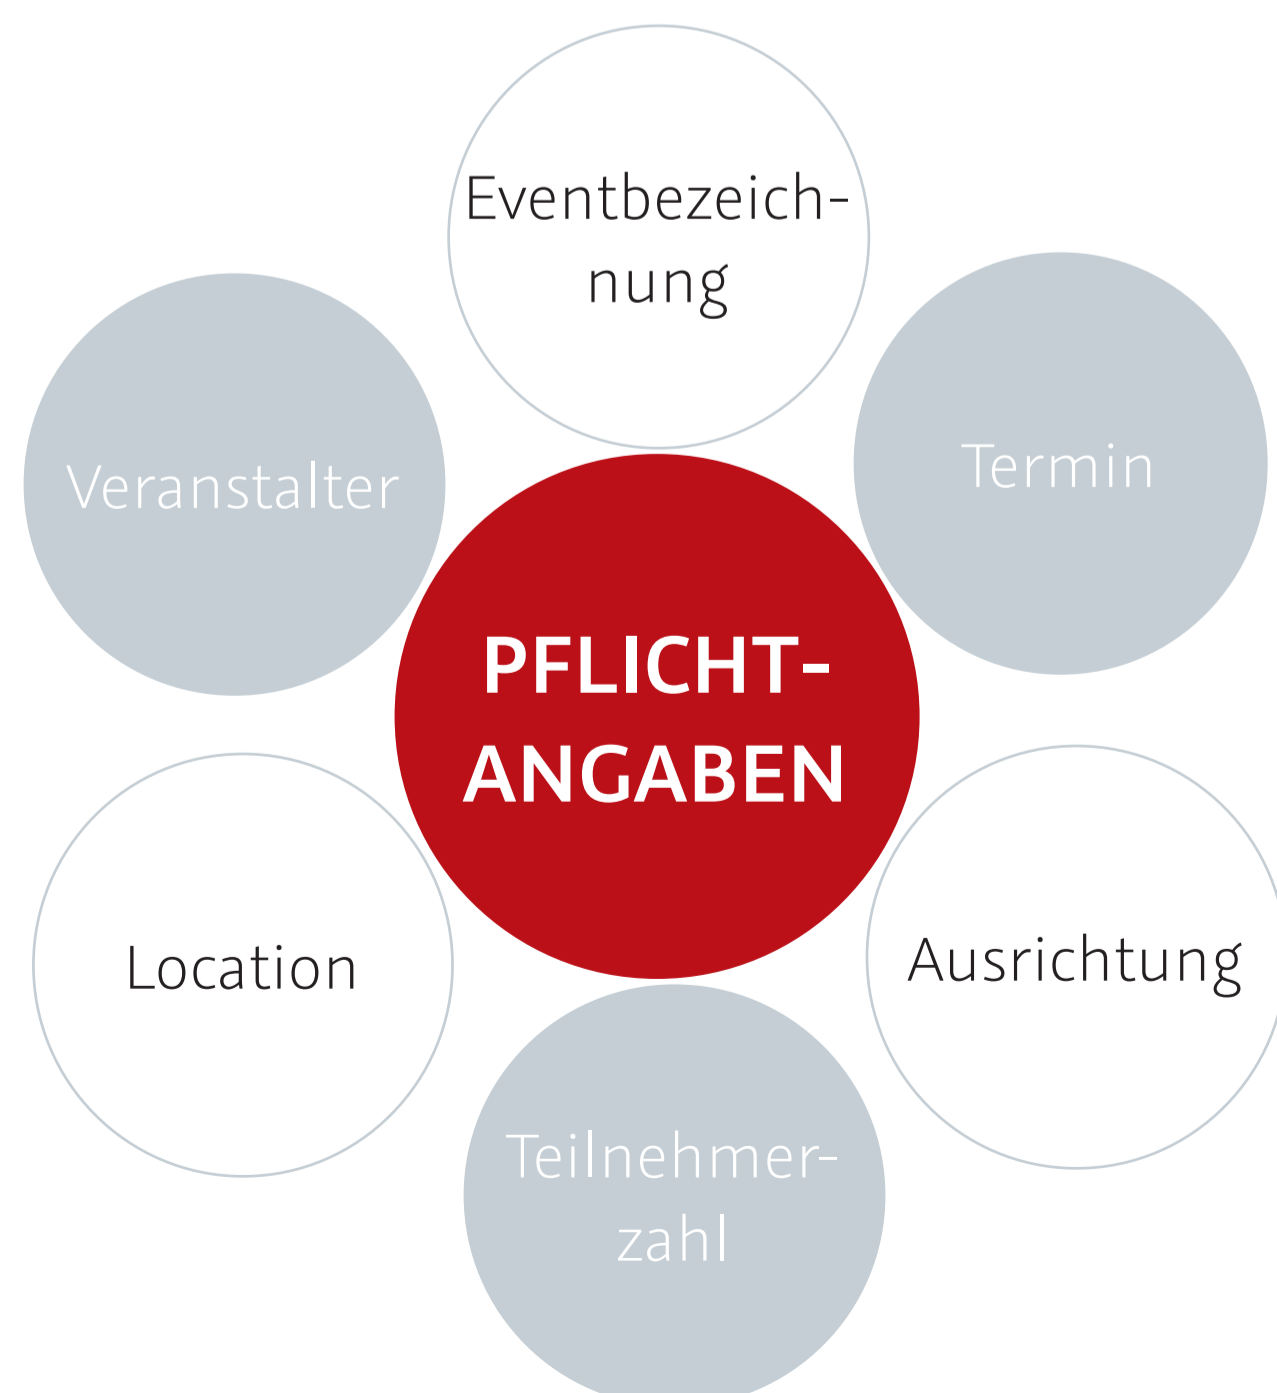 Eventbezeich-
nung
Termin
Veranstalter
PFLICHT-
ANGABEN
Ausrichtung
Location
Teilnehmer-
zahl